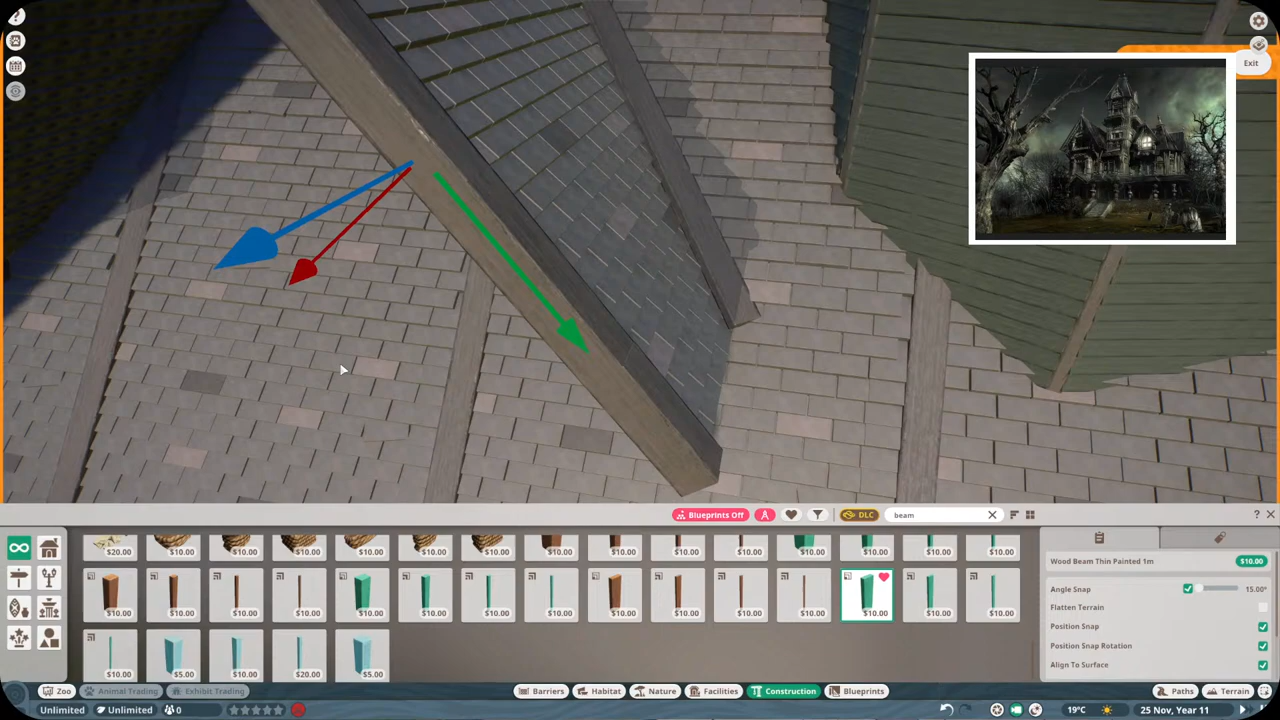 Exit
Blueprints Off
DLC
beam
$20.00 $10.00 $10.00 $10.00 $10.00 $10.00 $10.00 $10.00 $10.00 $10.00 $10.00 $10.00 $10.00 $10.00 $10.00
$10.00 $10.00 $10.00 $10.00 $10.00 $10.00 $10.00 $10.00 $10.00 $10.00 $10.00 $10.00 $10.00 $10.00 $10.00
$10.00 $5.00 $10.00 $20.00 $5.00
Wood Beam Thin Painted 1m $10.00
Angle Snap 15.00°
Flatten Terrain
Position Snap
Position Snap Rotation
Align To Surface
Zoo Animal Trading Exhibit Trading Barriers Habitat Nature Facilities Construction Blueprints Paths Terrain
Unlimited Unlimited 0 19°C 25 Nov, Year 11